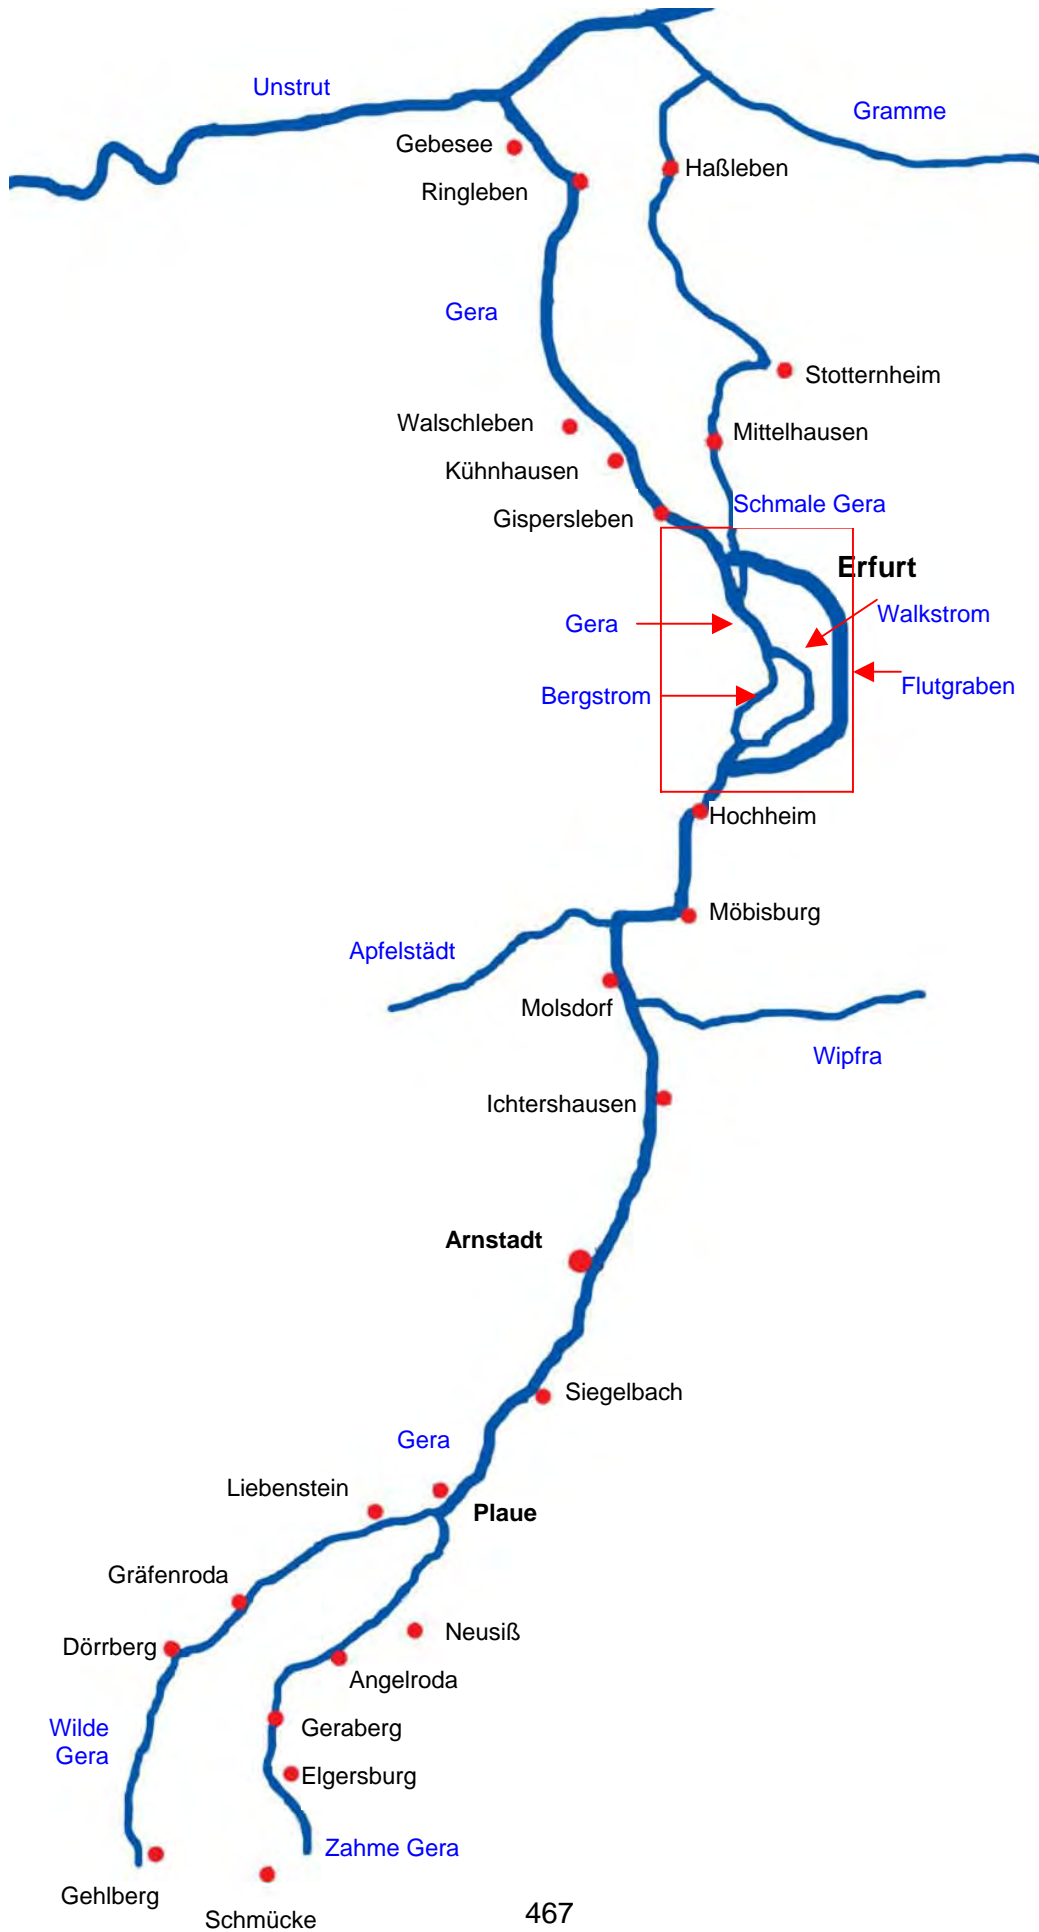 Unstrut
Gramme
Gebesee
Haßleben
Ringleben
Gera
Stotternheim
Walschleben
Mittelhausen
Kühnhausen
Schmale Gera
Gispersleben
Erfurt
Walkstrom
Gera
Flutgraben
Bergstrom
Hochheim
Möbisburg
Apfelstädt
Molsdorf
Wipfra
Ichtershausen
Arnstadt
Siegelbach
Gera
Liebenstein
Plaue
Gräfenroda
Neusiß
Dörrberg
Angelroda
Wilde
Gera
Geraberg
Elgersburg
Zahme Gera
Gehlberg
Schmücke
467